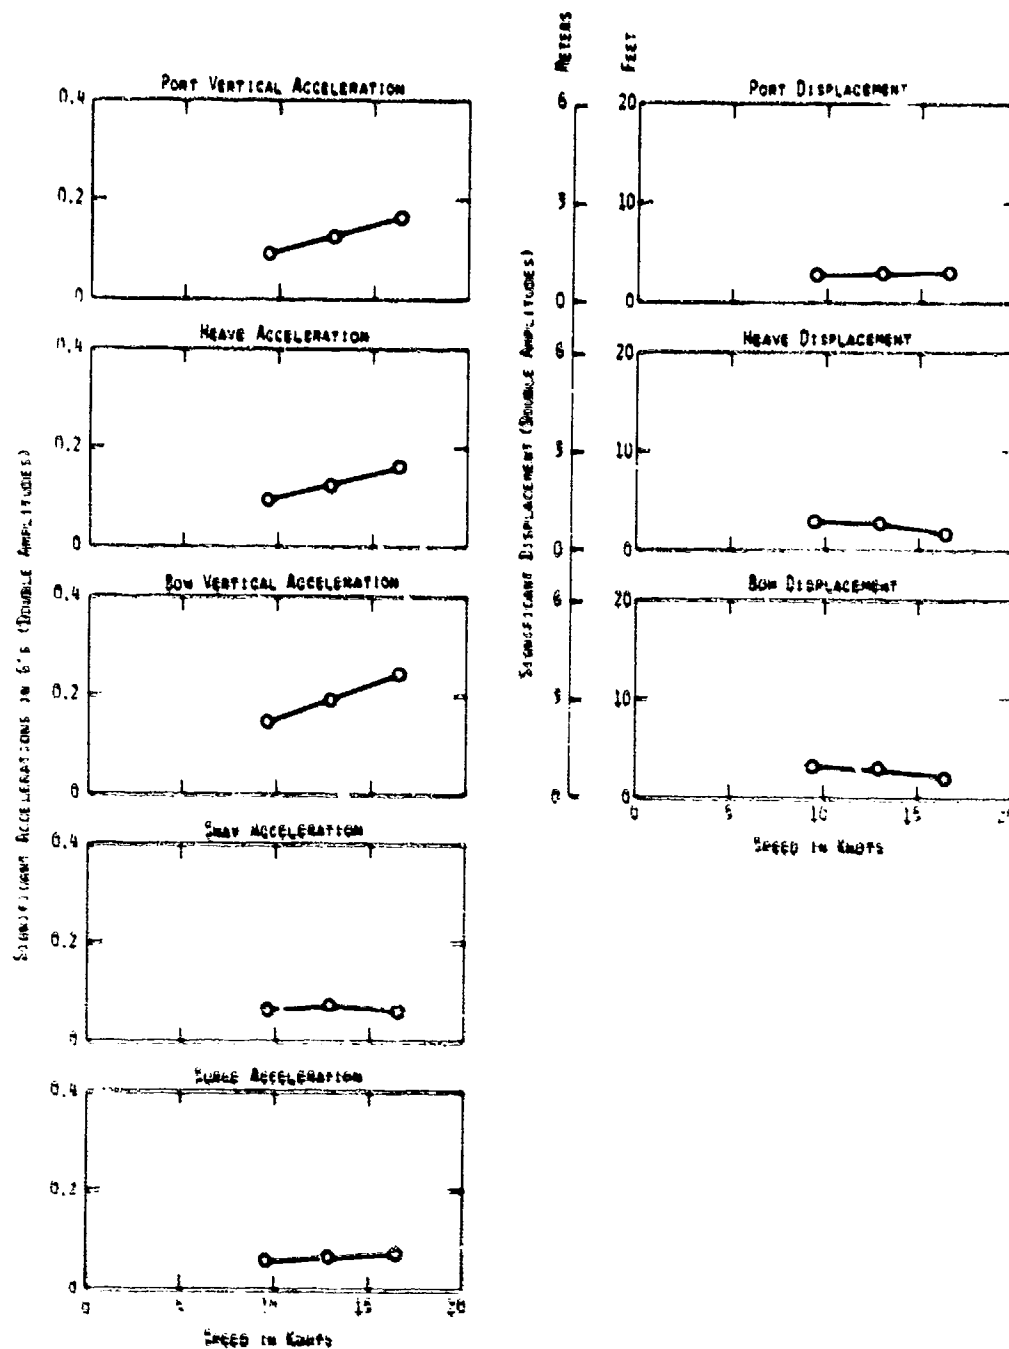 PORT VERTICAL ACCELERATION
0.4
0.2
0
HEAVE ACCELERATION
0.4
0.2
0
BOW VERTICAL ACCELERATION
0.4
0.2
0
SWAY ACCELERATION
0.4
0.2
0
SURGE ACCELERATION
0.4
0.2
0
0 5 10 15 20
SPEED IN KNOTS
SIGNIFICANT ACCELERATIONS IN G'S (DOUBLE AMPLITUDES)
METERS
FEET
PORT DISPLACEMENT
6 20
3 10
0 0
HEAVE DISPLACEMENT
6 20
3 10
0 0
BOW DISPLACEMENT
6 20
3 10
0 0
0 5 10 15 20
SPEED IN KNOTS
SIGNIFICANT DISPLACEMENT (DOUBLE AMPLITUDES)